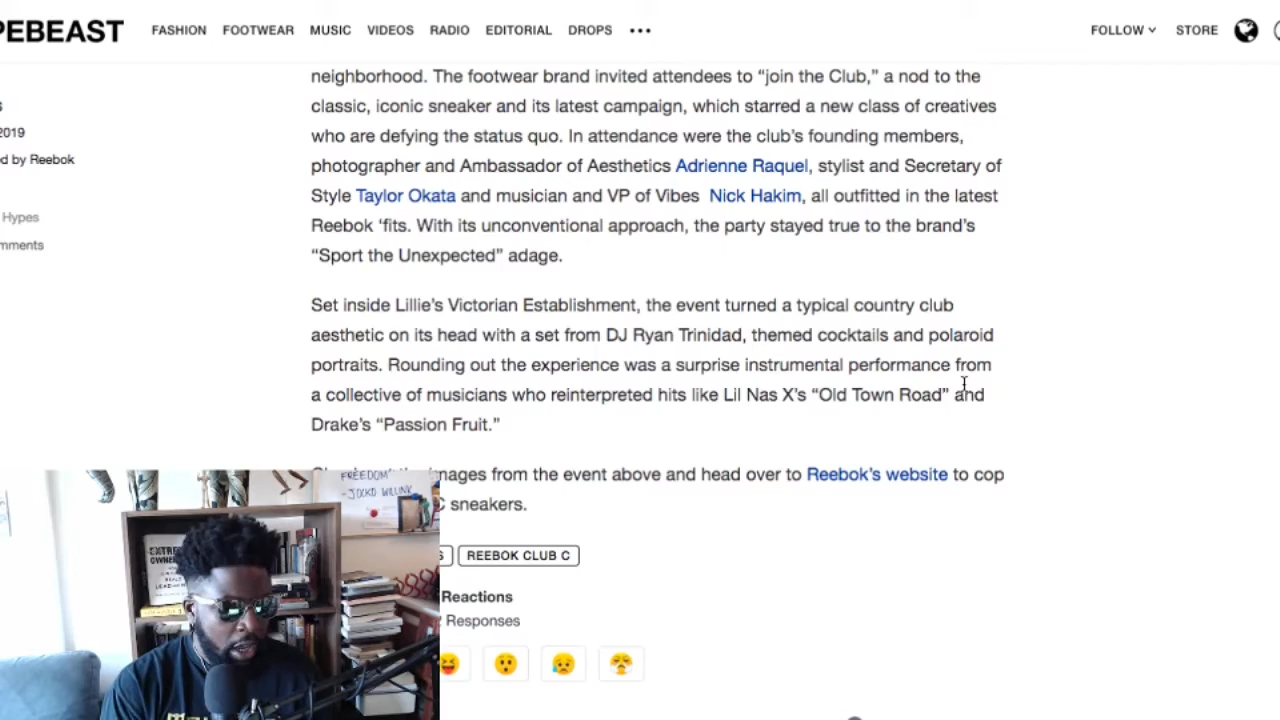 PEBEAST FASHION FOOTWEAR MUSIC VIDEOS RADIO EDITORIAL DROPS ••• FOLLOW STORE
neighborhood. The footwear brand invited attendees to “join the Club,” a nod to the
classic, iconic sneaker and its latest campaign, which starred a new class of creatives
2019
who are defying the status quo. In attendance were the club’s founding members,
ed by Reebok
photographer and Ambassador of Aesthetics Adrienne Raquel, stylist and Secretary of
Style Taylor Okata and musician and VP of Vibes Nick Hakim, all outfitted in the latest
Hypes
Reebok ‘fits. With its unconventional approach, the party stayed true to the brand’s
mments
“Sport the Unexpected” adage.
Set inside Lillie’s Victorian Establishment, the event turned a typical country club
aesthetic on its head with a set from DJ Ryan Trinidad, themed cocktails and polaroid
portraits. Rounding out the experience was a surprise instrumental performance from
a collective of musicians who reinterpreted hits like Lil Nas X’s “Old Town Road” and
Drake’s “Passion Fruit.”
mages from the event above and head over to Reebok’s website to cop
C sneakers.
S REEBOK CLUB C
Reactions
Responses
FREEDOM"
-JOCKO WILLINK
EXTRE
OWNE